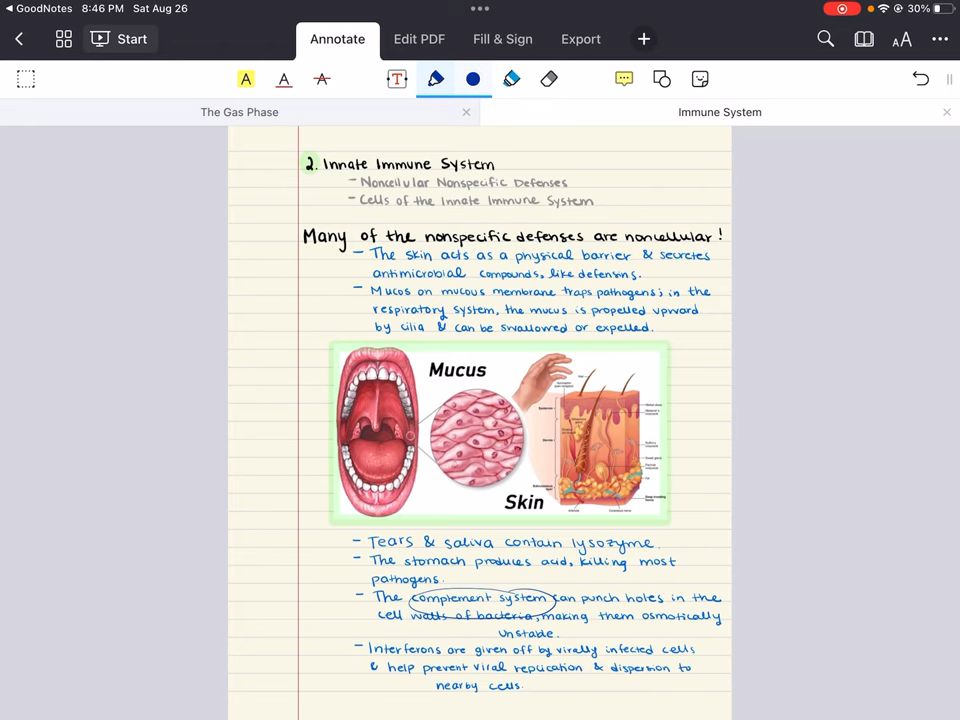 GoodNotes 8:46 PM Sat Aug 26 30%
Start Annotate Edit PDF Fill & Sign Export
A A A T AA
The Gas Phase Immune System
2. Innate Immune System
- Noncellular Nonspecific Defenses
- Cells of the Innate Immune System
Many of the nonspecific defenses are noncellular!
- The skin acts as a physical barrier & secretes
antimicrobial compounds, like defensins.
- Mucos on mucous membrane traps pathogens; in the
respiratory system, the mucus is propelled upward
by cilia & can be swallowed or expelled.
Mucus
Skin
- Tears & saliva contain lysozyme.
- The stomach produces acid, killing most
pathogens.
- The complement system can punch holes in the
cell walls of bacteria, making them osmotically
unstable.
- Interferons are given off by virally infected cells
& help prevent viral replication & dispersion to
nearby cells.